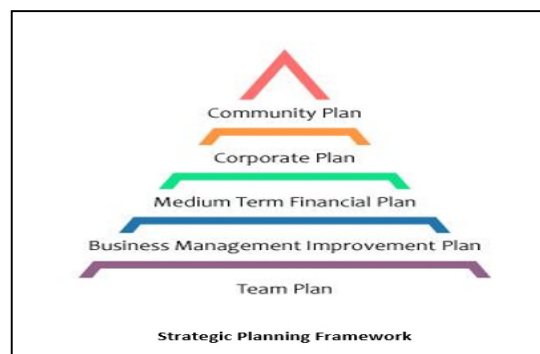 Community Plan
Corporate Plan
Medium Term Financial Plan
Business Management Improvement Plan
Team Plan
Strategic Planning Framework